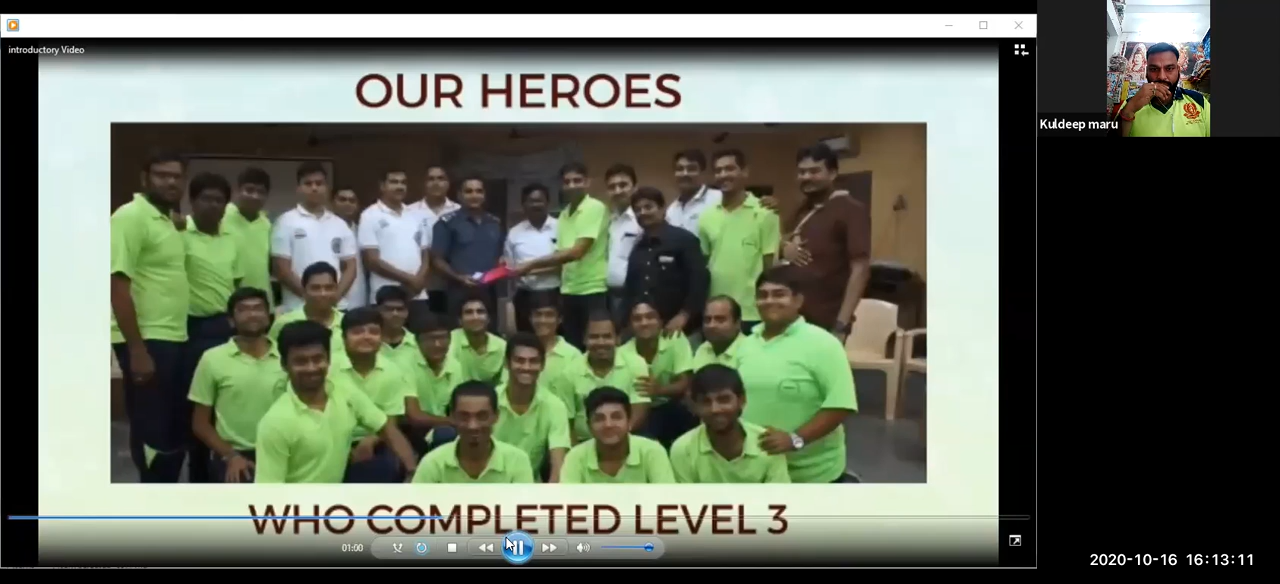 introductory Video
OUR HEROES
Kuldeep maru
WHO COMPLETED LEVEL 3
01:00
2020-10-16 16:13:11